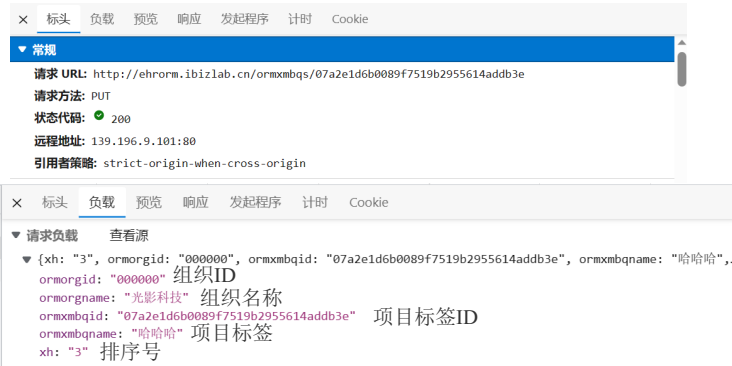 标头 负载 预览 响应 发起程序 计时 Cookie
常规
请求 URL: http://ehrorm.ibizlab.cn/ormxmbqs/07a2e1d6b0089f7519b2955614addb3e
请求方法: PUT
状态代码: 200
远程地址: 139.196.9.101:80
引用者策略: strict-origin-when-cross-origin
标头 负载 预览 响应 发起程序 计时 Cookie
请求负载 查看源
{xh: "3", ormorgid: "000000", ormxmbqid: "07a2e1d6b0089f7519b2955614addb3e", ormxmbqname: "哈哈哈",…
ormorgid: "000000" 组织ID
ormorgname: "光影科技" 组织名称
ormxmbqid: "07a2e1d6b0089f7519b2955614addb3e" 项目标签ID
ormxmbqname: "哈哈哈" 项目标签
xh: "3" 排序号